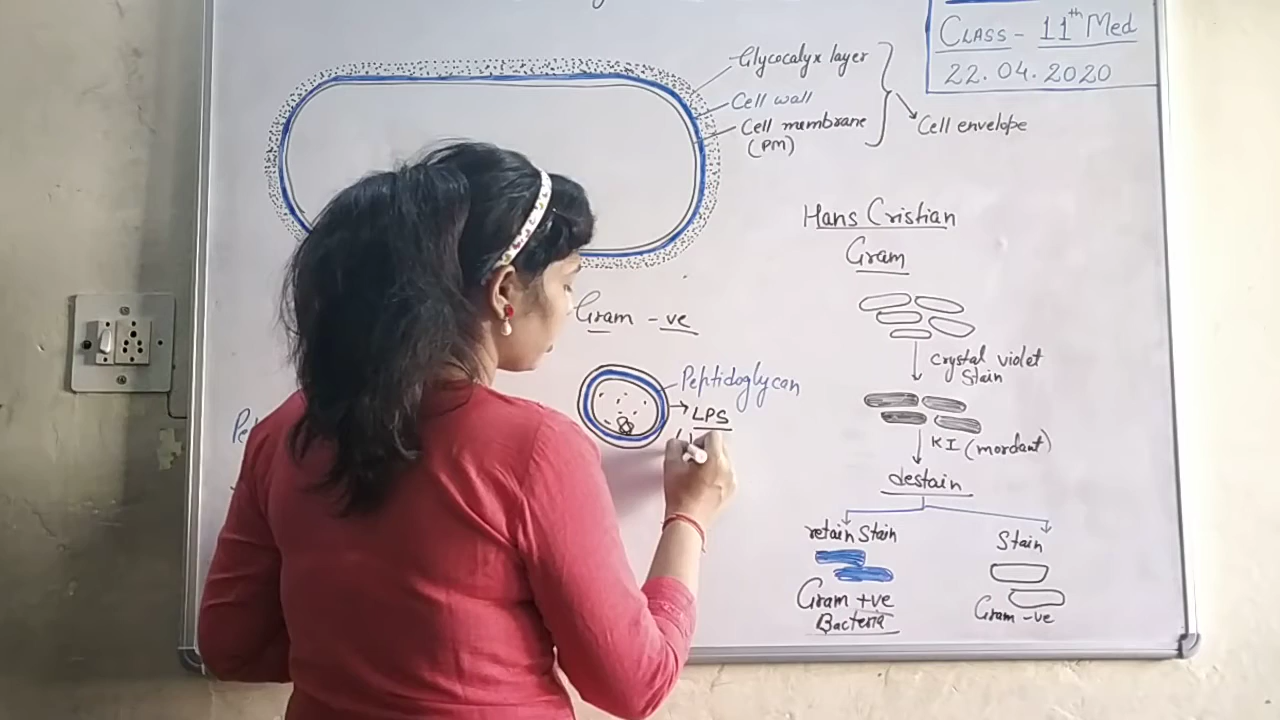 CLASS - 11th Med
22.04.2020
Glycocalyx layer
Cell wall
Cell membrane
(PM)
Cell envelope
Hans Cristian
Gram
Crystal violet
Stain
KI (mordant)
destain
retain Stain
Gram +ve
Bacteria
Stain
Gram -ve
Gram -ve
Peptidoglycan
LPS